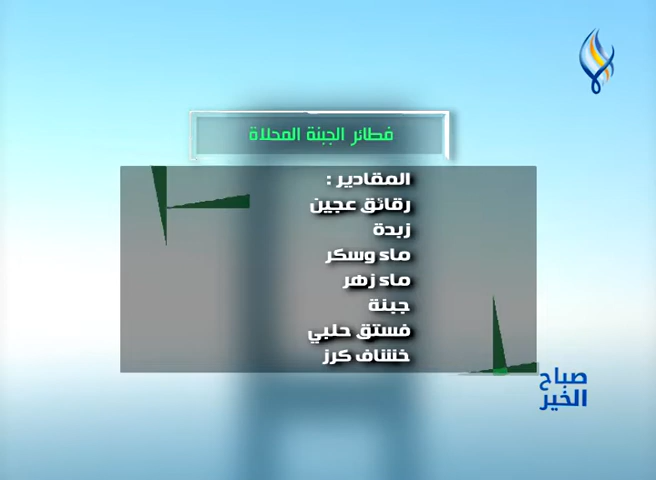 فطائر الجبنة المحلاة
المقادير :
رقائق عجين
زبدة
ماء وسكر
ماء زهر
جبنة
فستق حلبي
خشاف كرز
صباح
الخير